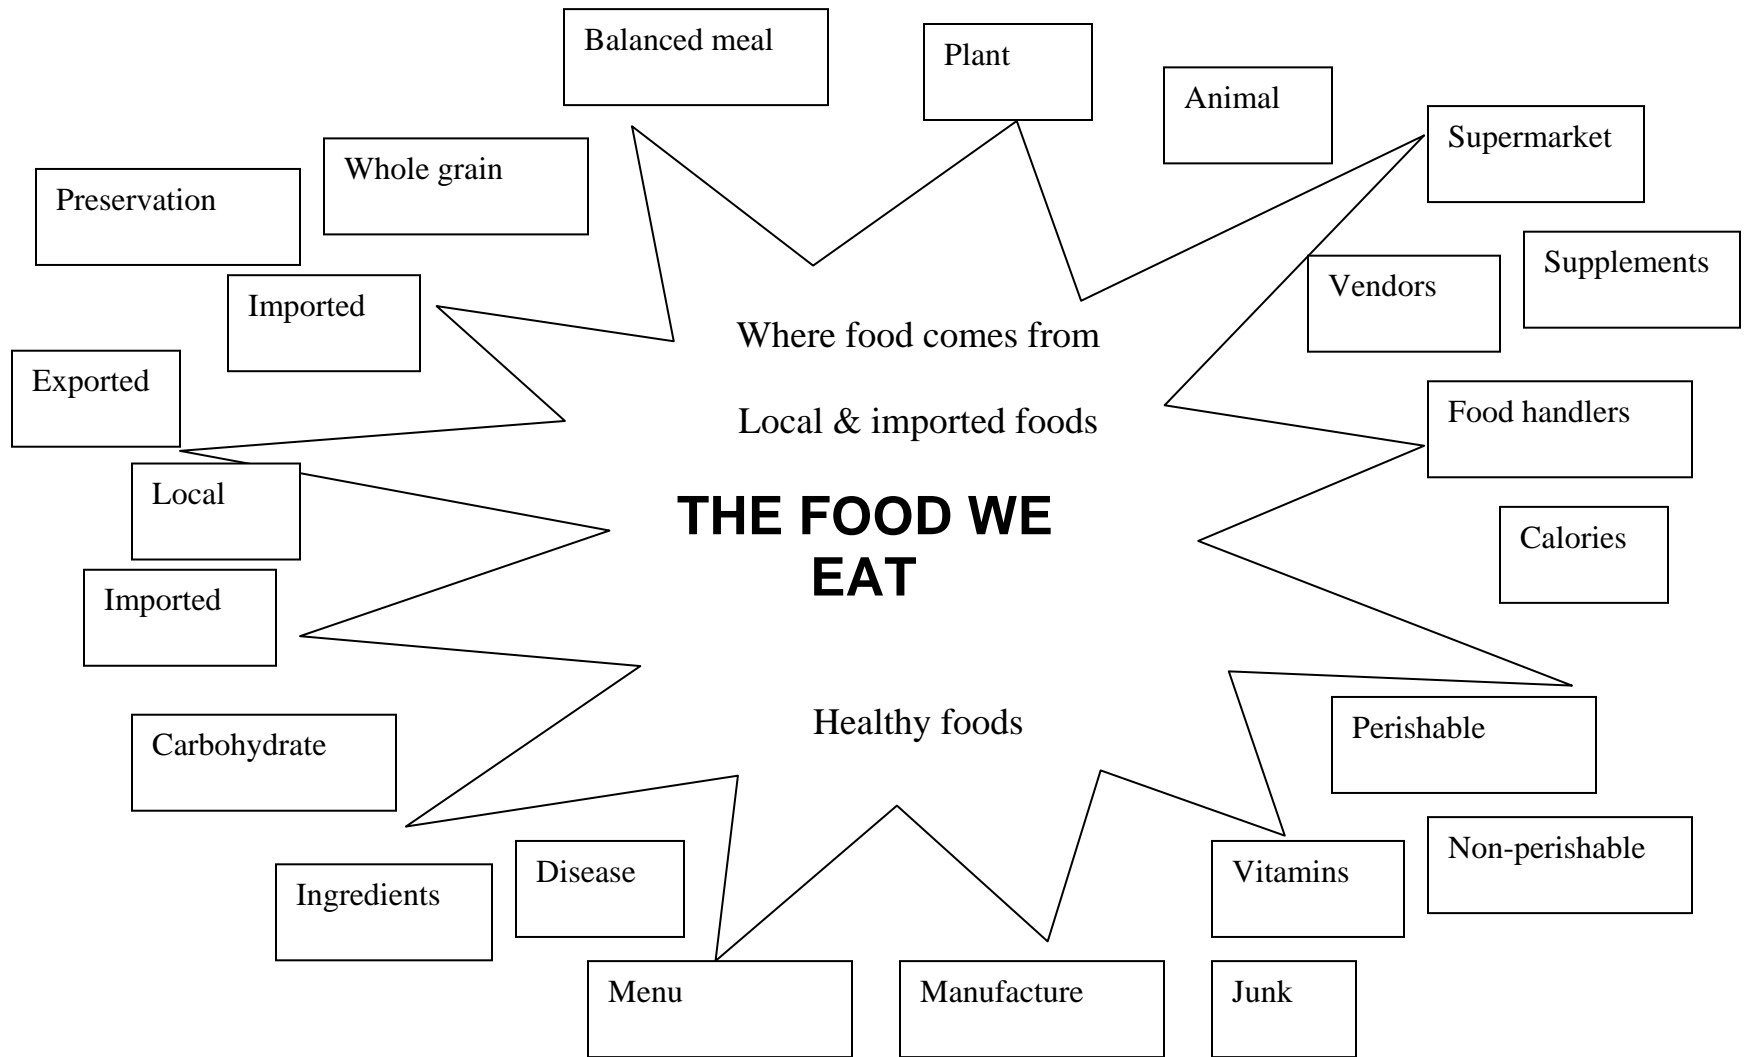 Balanced meal
Plant
Animal
Supermarket
Whole grain
Preservation
Supplements
Vendors
Imported
Where food comes from
Exported
Food handlers
Local & imported foods
Local
THE FOOD WE
EAT
Calories
Imported
Healthy foods
Perishable
Carbohydrate
Non-perishable
Disease
Vitamins
Ingredients
Menu
Manufacture
Junk